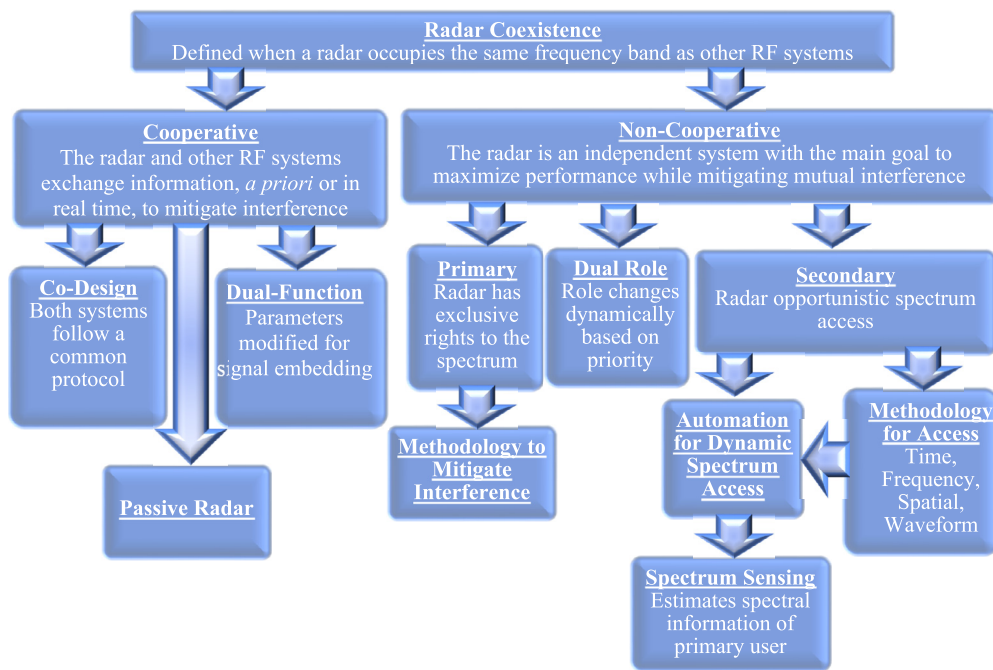 Radar Coexistence
Defined when a radar occupies the same frequency band as other RF systems
Cooperative
The radar and other RF systems
exchange information, a priori or in
real time, to mitigate interference
Non-Cooperative
The radar is an independent system with the main goal to
maximize performance while mitigating mutual interference
Co-Design
Both systems
follow a
common
protocol
Dual-Function
Parameters
modified for
signal embedding
Primary
Radar has
exclusive
rights to the
spectrum
Dual Role
Role changes
dynamically
based on
priority
Secondary
Radar opportunistic spectrum
access
Passive Radar
Methodology to
Mitigate
Interference
Automation
for Dynamic
Spectrum
Access
Methodology
for Access
Time,
Frequency,
Spatial,
Waveform
Spectrum Sensing
Estimates spectral
information of
primary user